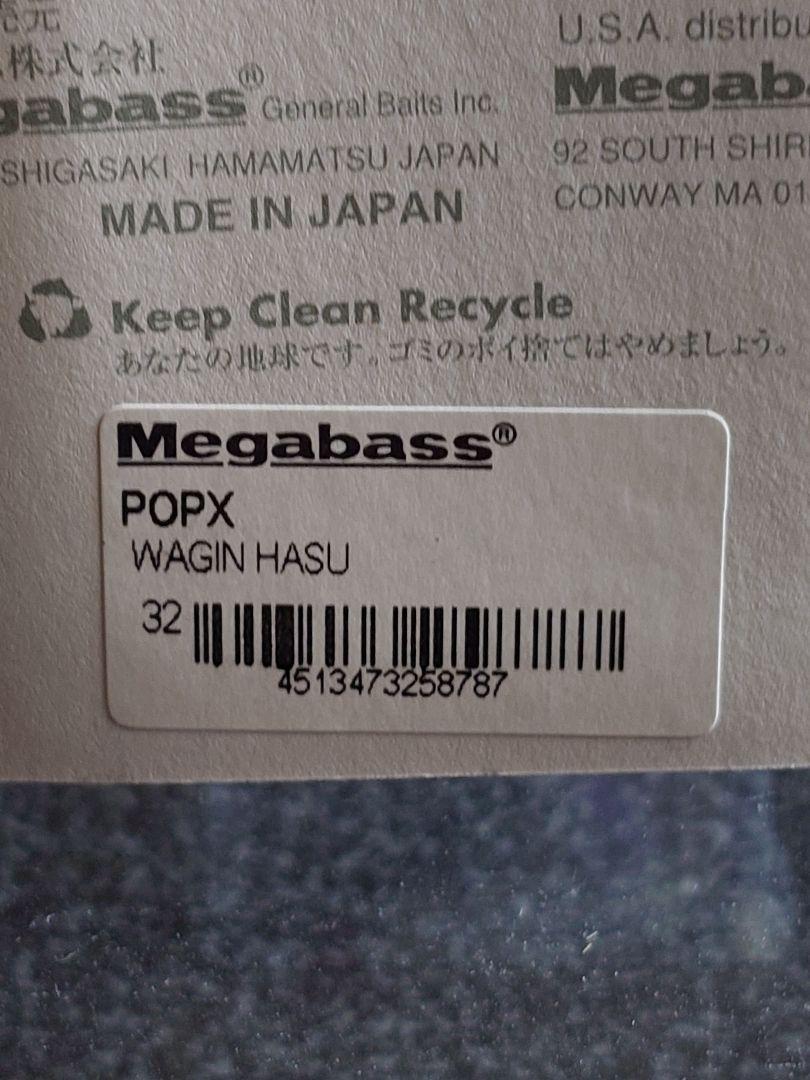 株式会社
gabass® General Baits Inc.
SHIGASAKI HAMAMATSU JAPAN
MADE IN JAPAN
U.S.A. distribu
Megab
92 SOUTH SHIR
CONWAY MA 01
Keep Clean Recycle
あなたの地球です。ゴミのポイ捨てはやめましょう。
Megabass®
POPX
WAGIN HASU
32
4513473258787